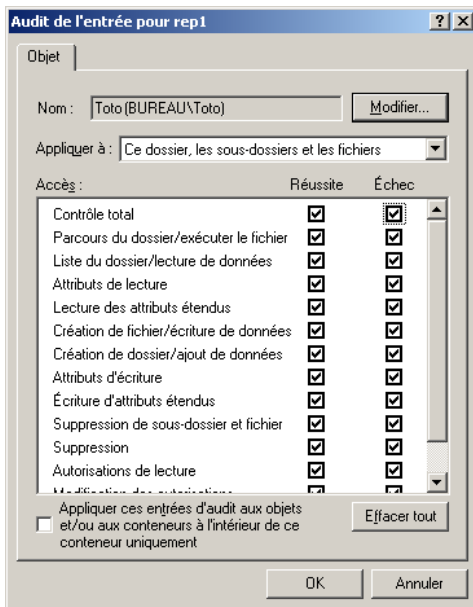 Audit de l'entrée pour rep1
Objet
Nom : Toto (BUREAU\Toto) Modifier...
Appliquer à : Ce dossier, les sous-dossiers et les fichiers
Accès : Réussite Échec
Contrôle total
Parcours du dossier/exécuter le fichier
Liste du dossier/lecture de données
Attributs de lecture
Lecture des attributs étendus
Création de fichier/écriture de données
Création de dossier/ajout de données
Attributs d'écriture
Écriture d'attributs étendus
Suppression de sous-dossier et fichier
Suppression
Autorisations de lecture
Modification des autorisations
Appliquer ces entrées d'audit aux objets
et/ou aux conteneurs à l'intérieur de ce
conteneur uniquement
Effacer tout
OK Annuler